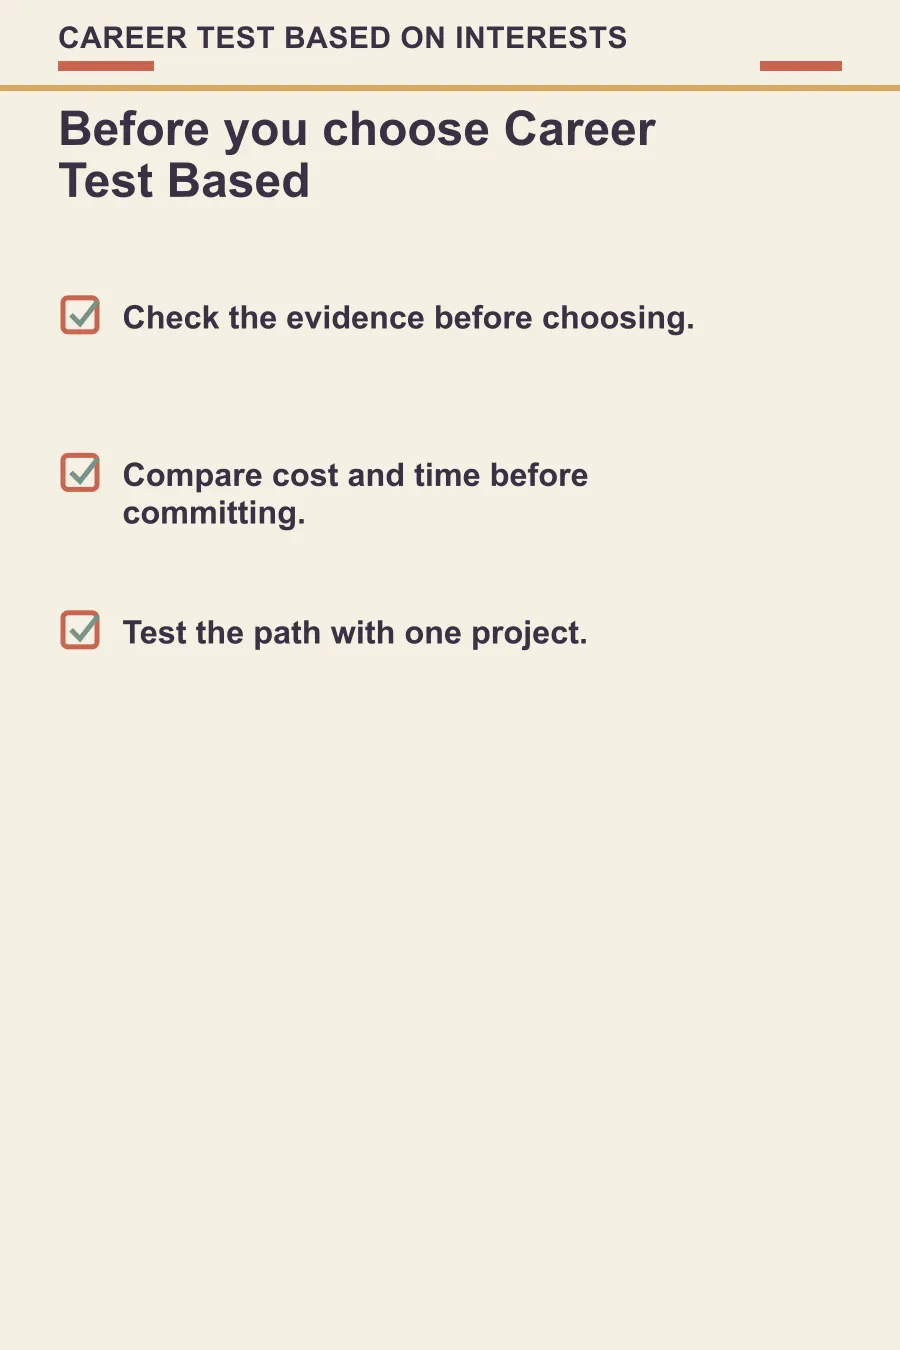 CAREER TEST BASED ON INTERESTS
Before you choose Career
Test Based
Check the evidence before choosing.
Compare cost and time before
committing.
Test the path with one project.